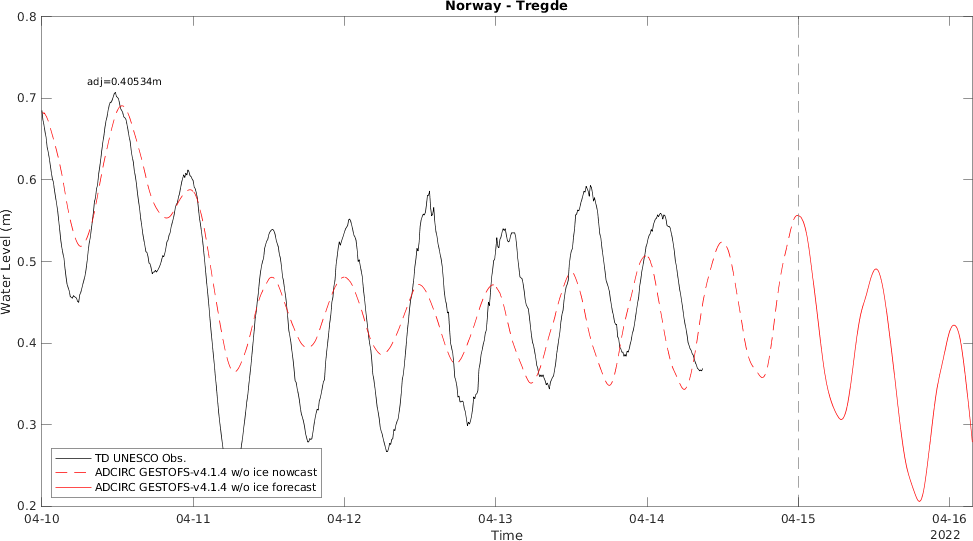 Norway - Tregde
adj=0.40534m
Water Level (m)
0.8
0.7
0.6
0.5
0.4
0.3
0.2
TD UNESCO Obs.
ADCIRC GESTOFS-v4.1.4 w/o ice nowcast
ADCIRC GESTOFS-v4.1.4 w/o ice forecast
04-10 04-11 04-12 04-13 04-14 04-15 04-16
Time
2022